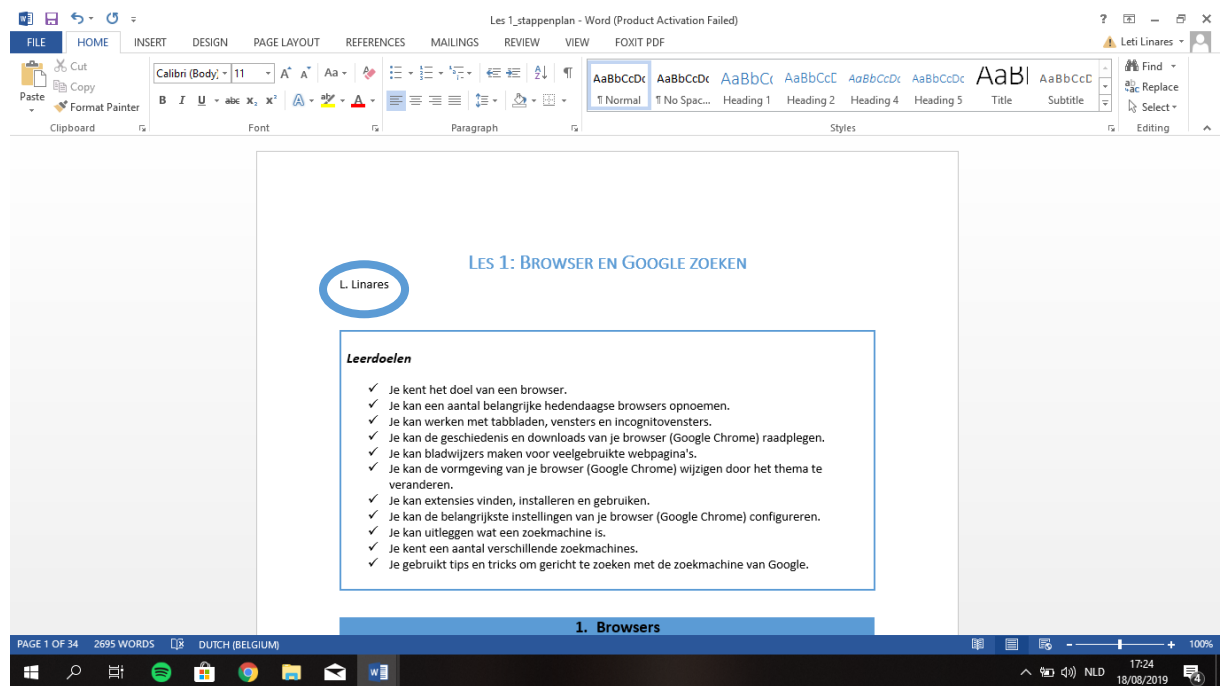 Les 1_stappenplan - Word (Product Activation Failed)
?
FILE HOME INSERT DESIGN PAGE LAYOUT REFERENCES MAILINGS REVIEW VIEW FOXIT PDF
Leti Linares
Paste
Cut
Copy
Format Painter
Calibri (Body) 11
A A Aa
B I U abc X₂ X² A ab A
AaBbCcDc AaBbCcDc AaBbC AaBbCcE AaBbCcDc AaBbCcDc AaB AaBbCcD
¶ Normal ¶ No Spac... Heading 1 Heading 2 Heading 4 Heading 5 Title Subtitle
Find
Replace
Select
Clipboard Font Paragraph Styles Editing
LES 1: BROWSER EN GOOGLE ZOEKEN
L. Linares
Leerdoelen
✓ Je kent het doel van een browser.
✓ Je kan een aantal belangrijke hedendaagse browsers opnoemen.
✓ Je kan werken met tabbladen, vensters en incognitovensters.
✓ Je kan de geschiedenis en downloads van je browser (Google Chrome) raadplegen.
✓ Je kan bladwijzers maken voor veelgebruikte webpagina's.
✓ Je kan de vormgeving van je browser (Google Chrome) wijzigen door het thema te
veranderen.
✓ Je kan extensies vinden, installeren en gebruiken.
✓ Je kan de belangrijkste instellingen van je browser (Google Chrome) configureren.
✓ Je kan uitleggen wat een zoekmachine is.
✓ Je kent een aantal verschillende zoekmachines.
✓ Je gebruikt tips en tricks om gericht te zoeken met de zoekmachine van Google.
1. Browsers
PAGE 1 OF 34 2695 WORDS DUTCH (BELGIUM) 100%
NLD
17:24
18/08/2019
4